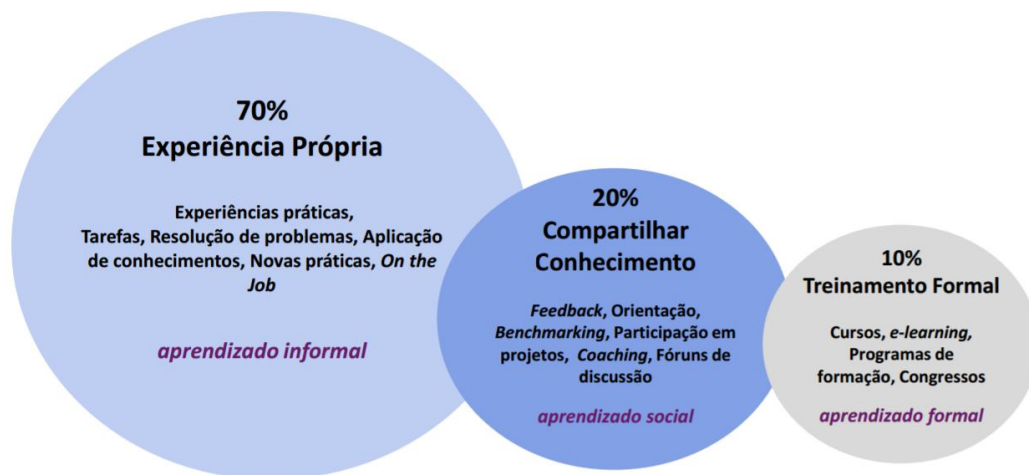 70%
Experiência Própria
Experiências práticas,
Tarefas, Resolução de problemas, Aplicação
de conhecimentos, Novas práticas, On the
Job
aprendizado informal
20%
Compartilhar
Conhecimento
Feedback, Orientação,
Benchmarking, Participação em
projetos, Coaching, Fóruns de
discussão
aprendizado social
10%
Treinamento Formal
Cursos, e-learning,
Programas de
formação, Congressos
aprendizado formal